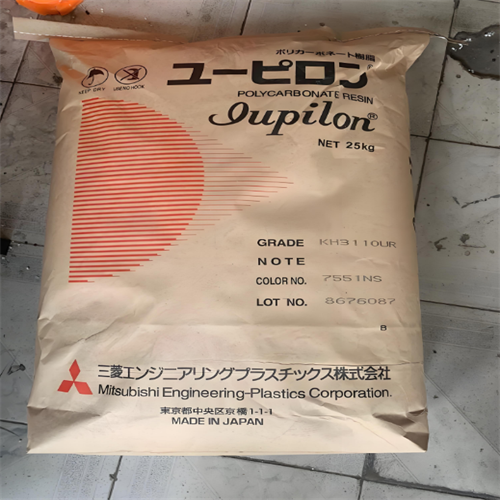 ポリカーボネート樹脂
ユーピロン®
KEEP DRY USE NO HOOK
POLYCARBONATE RESIN
Iupilon®
NET 25kg
GRADE KH3110UR
NOTE
COLOR NO. 7551NS
LOT NO. 8676087
B
三菱エンジニアリングプラスチックス株式会社
Mitsubishi Engineering-Plastics Corporation.
東京都中央区京橋1-1-1
MADE IN JAPAN